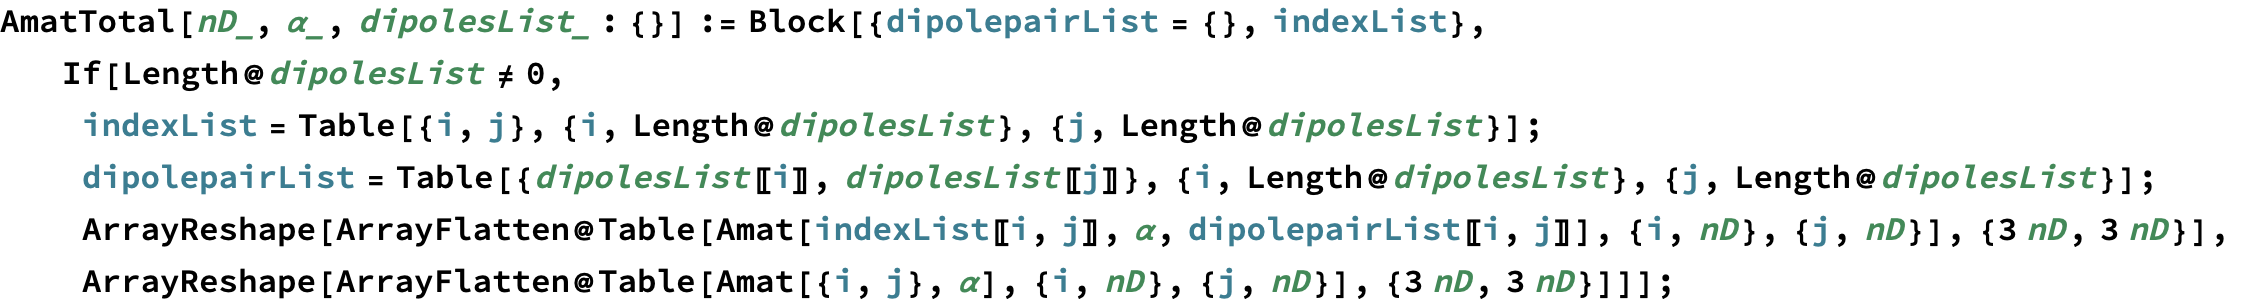 AmatTotal[nD_, α_, dipolesList_ : {}] := Block[{dipolepairList = {}, indexList},
If[Length@dipolesList ≠ 0,
indexList = Table[{i, j}, {i, Length@dipolesList}, {j, Length@dipolesList}];
dipolepairList = Table[{dipolesList⟦i⟧, dipolesList⟦j⟧}, {i, Length@dipolesList}, {j, Length@dipolesList}];
ArrayReshape[ArrayFlatten@Table[Amat[indexList⟦i, j⟧, α, dipolepairList⟦i, j⟧], {i, nD}, {j, nD}], {3 nD, 3 nD}],
ArrayReshape[ArrayFlatten@Table[Amat[{i, j}, α], {i, nD}, {j, nD}], {3 nD, 3 nD}]]];